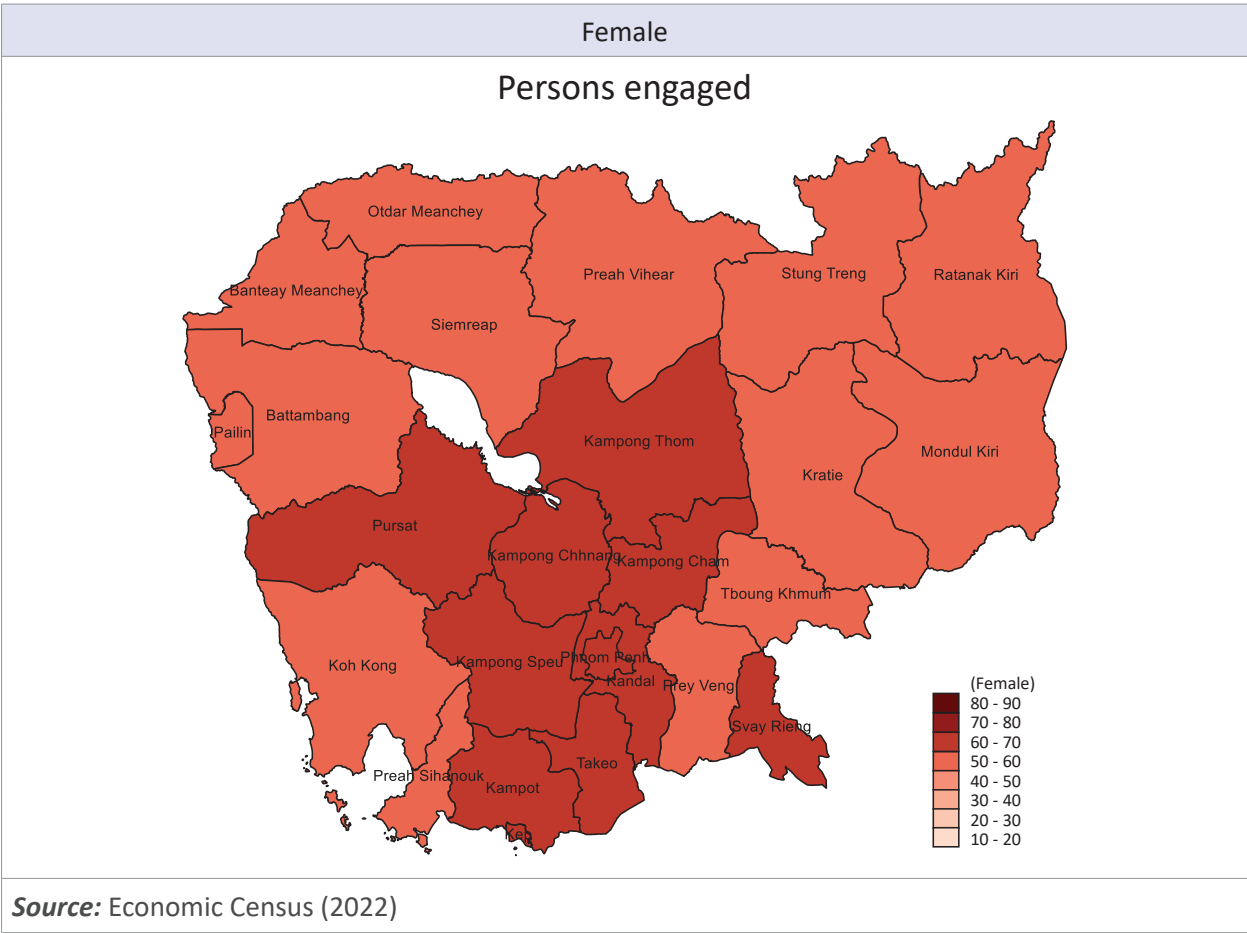 Female
Persons engaged
Otdar Meanchey
Preah Vihear
Stung Treng
Ratanak Kiri
Banteay Meanchey
Siemreap
Battambang
Pailin
Kampong Thom
Mondul Kiri
Kratie
Pursat
Kampong Chhnang
Kampong Cham
Tboung Khmum
Koh Kong
Kampong Speu
Phnom Penh
Kandal
Prey Veng
Svay Rieng
Takeo
Preah Sihanouk
Kampot
Kep
(Female)
80 - 90
70 - 80
60 - 70
50 - 60
40 - 50
30 - 40
20 - 30
10 - 20
Source: Economic Census (2022)